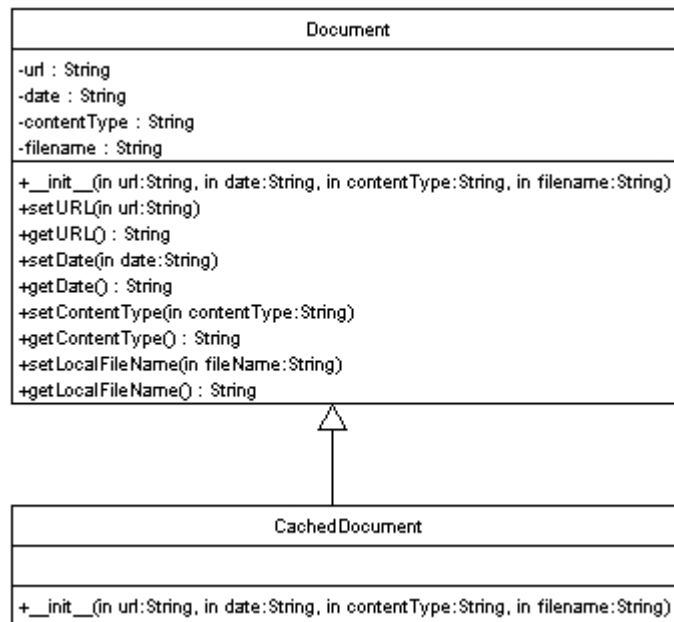 Document
-url : String
-date : String
-contentType : String
-filename : String
+__init__(in url:String, in date:String, in contentType:String, in filename:String)
+setURL(in url:String)
+getURL() : String
+setDate(in date:String)
+getDate() : String
+setContentType(in contentType:String)
+getContentType() : String
+setLocalFileName(in fileName:String)
+getLocalFileName() : String
CachedDocument
+__init__(in url:String, in date:String, in contentType:String, in filename:String)